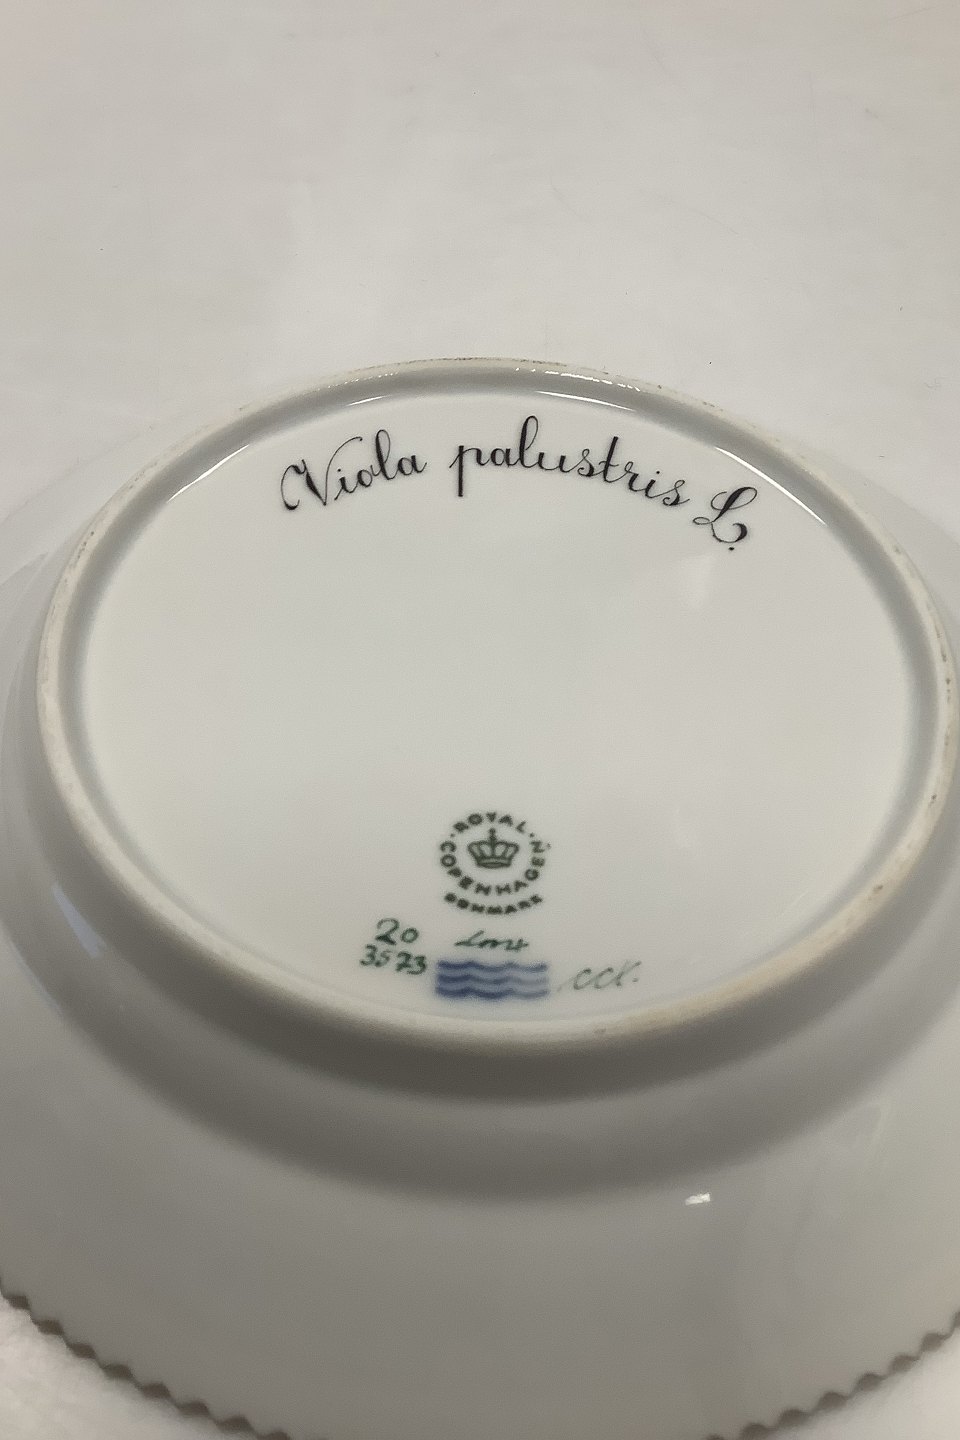 Viola palustris L.
ROYAL
COPENHAGEN
DENMARK
20
3573